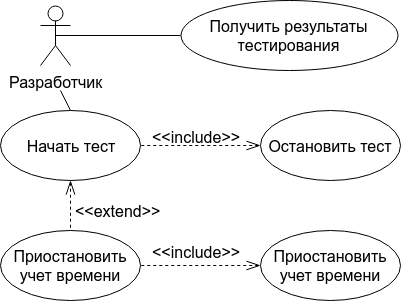 Получить результаты
тестирования
Разработчик
Начать тест
<<include>>
Остановить тест
<<extend>>
Приостановить
учет времени
<<include>>
Приостановить
учет времени